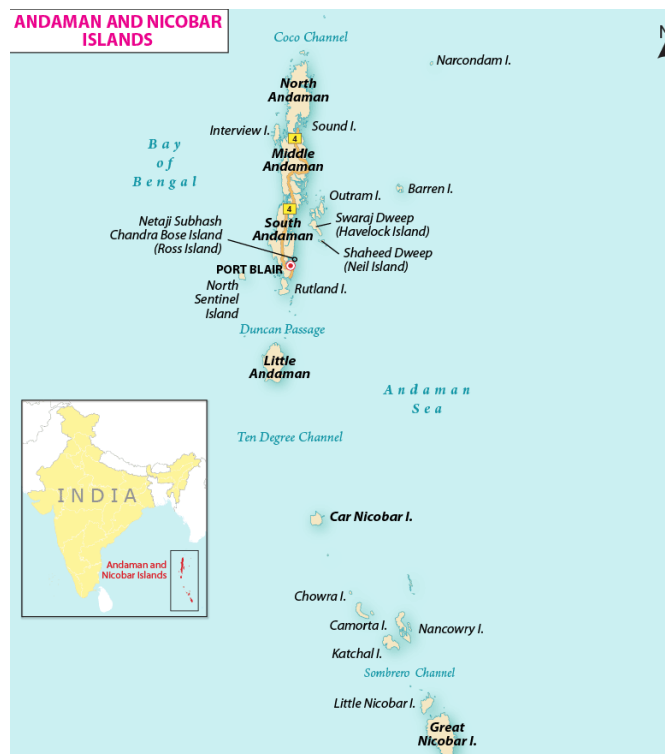 ANDAMAN AND NICOBAR
ISLANDS
N
Coco Channel
Narcondam I.
North
Andaman
Interview I.
Sound I.
4
Bay
of
Bengal
Middle
Andaman
Outram I.
Barren I.
4
Swaraj Dweep
(Havelock Island)
Netaji Subhash
Chandra Bose Island
(Ross Island)
South
Andaman
Shaheed Dweep
(Neil Island)
PORT BLAIR
North
Sentinel
Island
Rutland I.
Duncan Passage
Little
Andaman
Andaman
Sea
Ten Degree Channel
INDIA
Andaman and
Nicobar Islands
Car Nicobar I.
Chowra I.
Camorta I.
Nancowry I.
Katchal I.
Sombrero Channel
Little Nicobar I.
Great
Nicobar I.